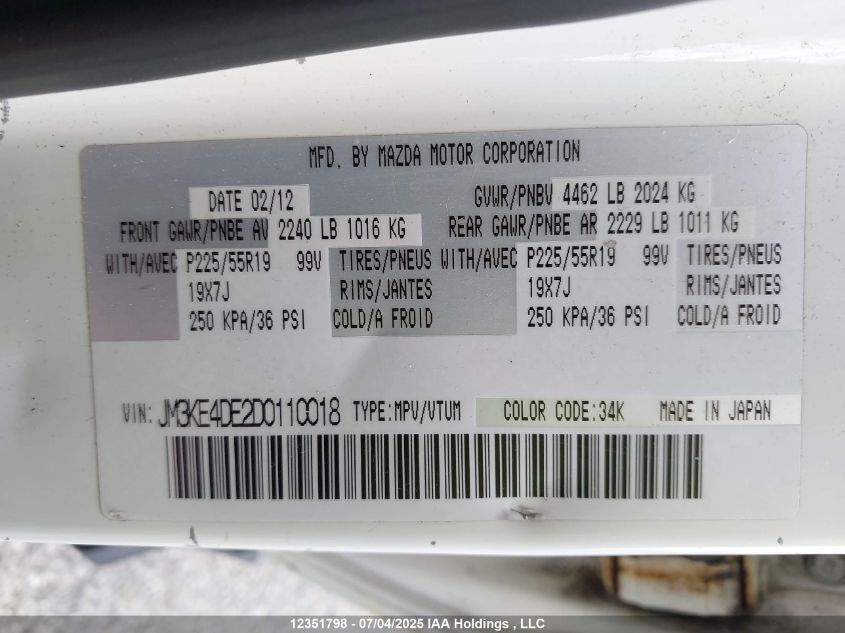 MFD. BY MAZDA MOTOR CORPORATION
DATE 02/12 GVWR/PNBV 4462 LB 2024 KG
FRONT GAWR/PNBE AV 2240 LB 1016 KG REAR GAWR/PNBE AR 2229 LB 1011 KG
WITH/AVEC P225/55R19 99V TIRES/PNEUS WITH/AVEC P225/55R19 99V TIRES/PNEUS
19X7J RIMS/JANTES 19X7J RIMS/JANTES
250 KPA/36 PSI COLD/A FROID 250 KPA/36 PSI COLD/A FROID
VIN: JM3KE4DE2D0110018 TYPE:MPV/VTUM COLOR CODE:34K MADE IN JAPAN
12351798 - 07/04/2025 IAA Holdings , LLC